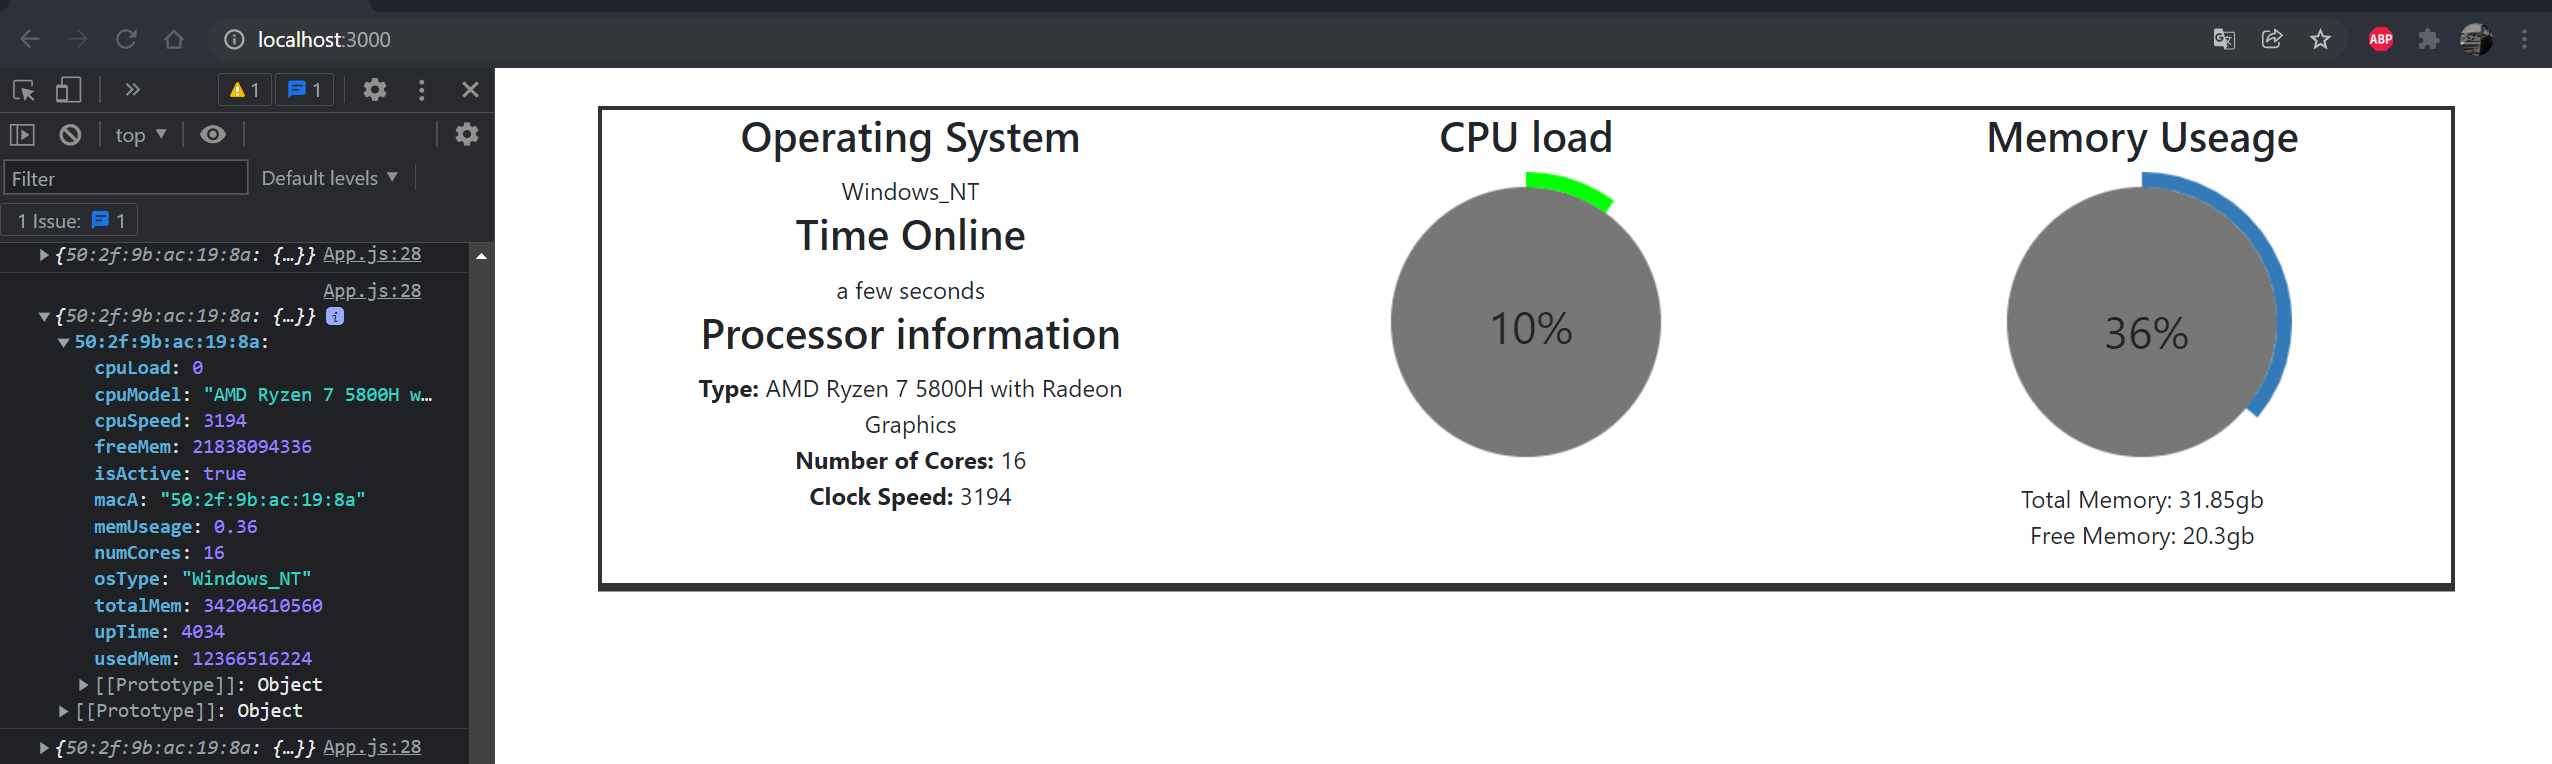 localhost:3000
ABP
1
1
top
Filter
Default levels
1 Issue: 1
{50:2f:9b:ac:19:8a: {…}} App.js:28
App.js:28
{50:2f:9b:ac:19:8a: {…}} i
50:2f:9b:ac:19:8a:
cpuLoad: 0
cpuModel: "AMD Ryzen 7 5800H w…
cpuSpeed: 3194
freeMem: 21838094336
isActive: true
macA: "50:2f:9b:ac:19:8a"
memUseage: 0.36
numCores: 16
osType: "Windows_NT"
totalMem: 34204610560
upTime: 4034
usedMem: 12366516224
[[Prototype]]: Object
[[Prototype]]: Object
{50:2f:9b:ac:19:8a: {…}} App.js:28
Operating System
Windows_NT
Time Online
a few seconds
Processor information
Type: AMD Ryzen 7 5800H with Radeon
Graphics
Number of Cores: 16
Clock Speed: 3194
CPU load
10%
Memory Useage
36%
Total Memory: 31.85gb
Free Memory: 20.3gb